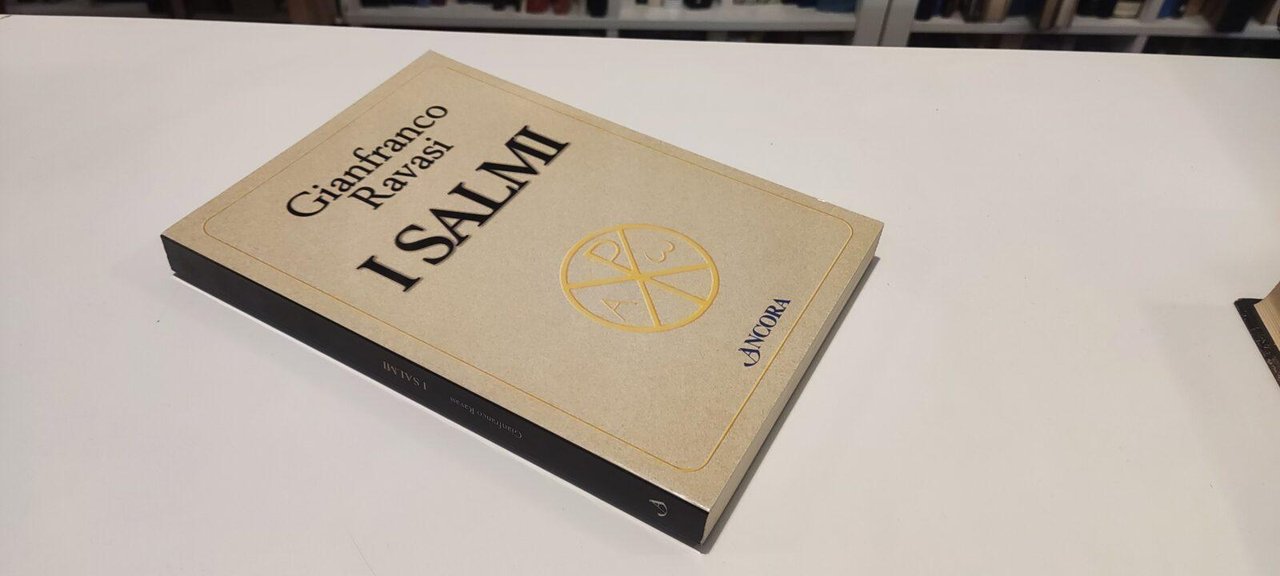 Gianfranco
Ravasi
I SALMI
A P ω
ANCORA
Gianfranco Ravasi
I SALMI